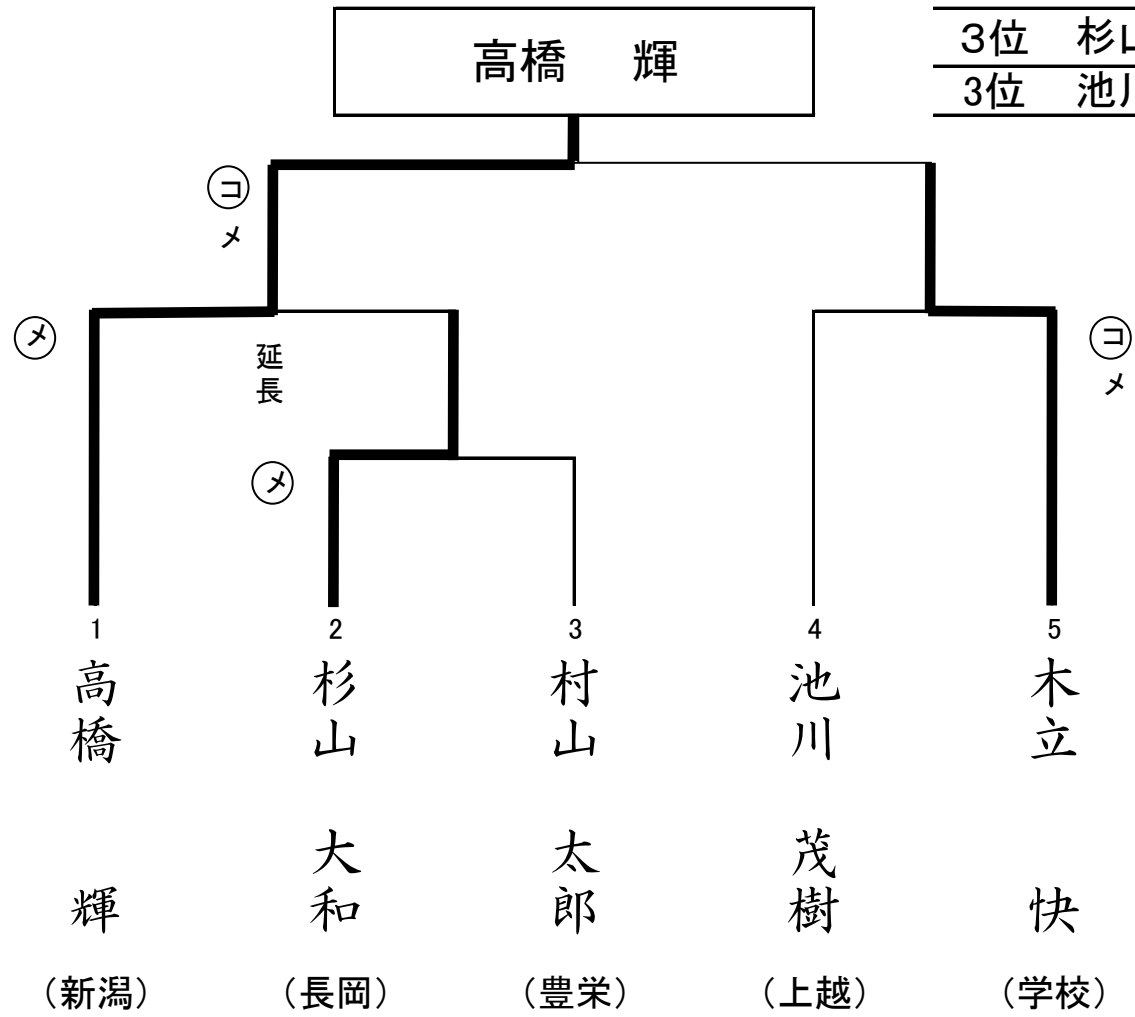 高橋　輝
３位　杉山
3位　池川
コ
メ
メ
延長
コ
メ
メ
1
2
3
4
5
高橋　輝
杉山　大和
村山　太郎
池川　茂樹
木立　快
（新潟）
（長岡）
（豊栄）
（上越）
（学校）